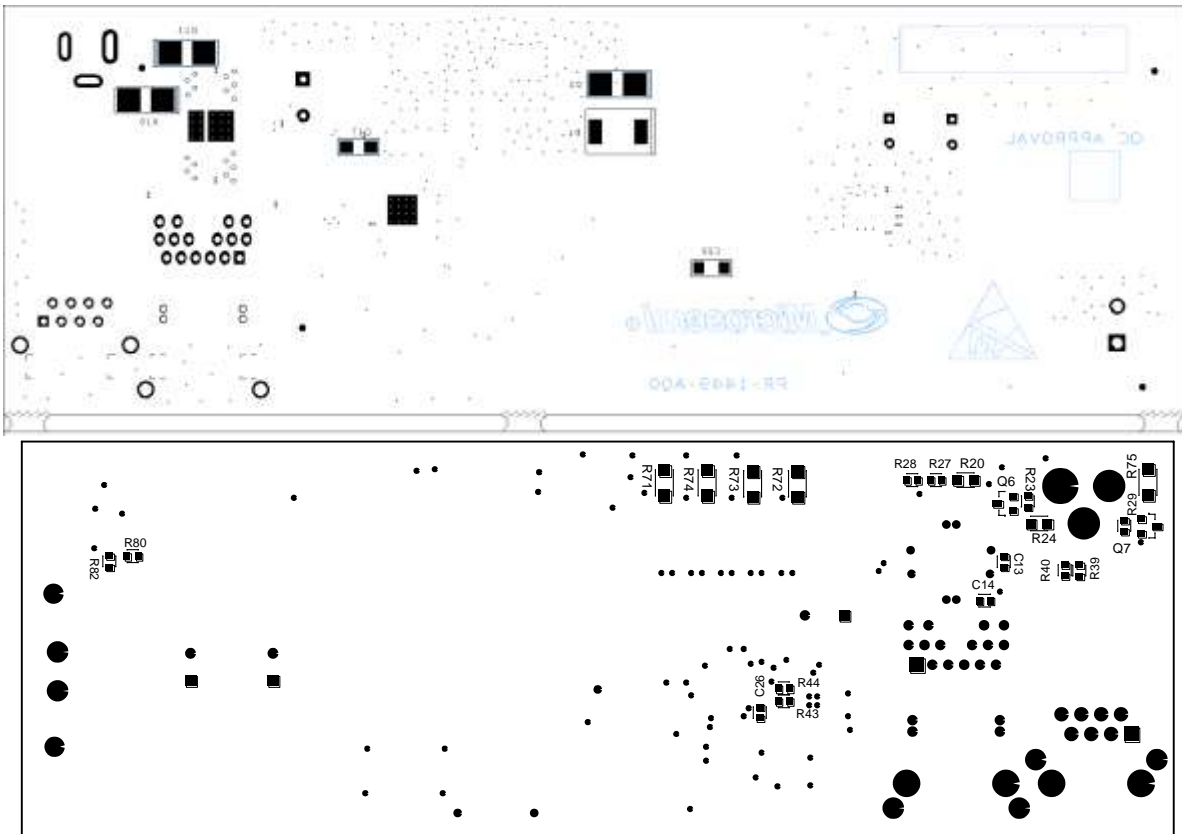 QC APPROVAL
Microsemi
PR-1449-A00
R71
R74
R73
R72
R28
R27
R20
Q6
R23
R75
R29
R24
Q7
R80
R82
C13
R40
R39
C14
C26
R44
R43